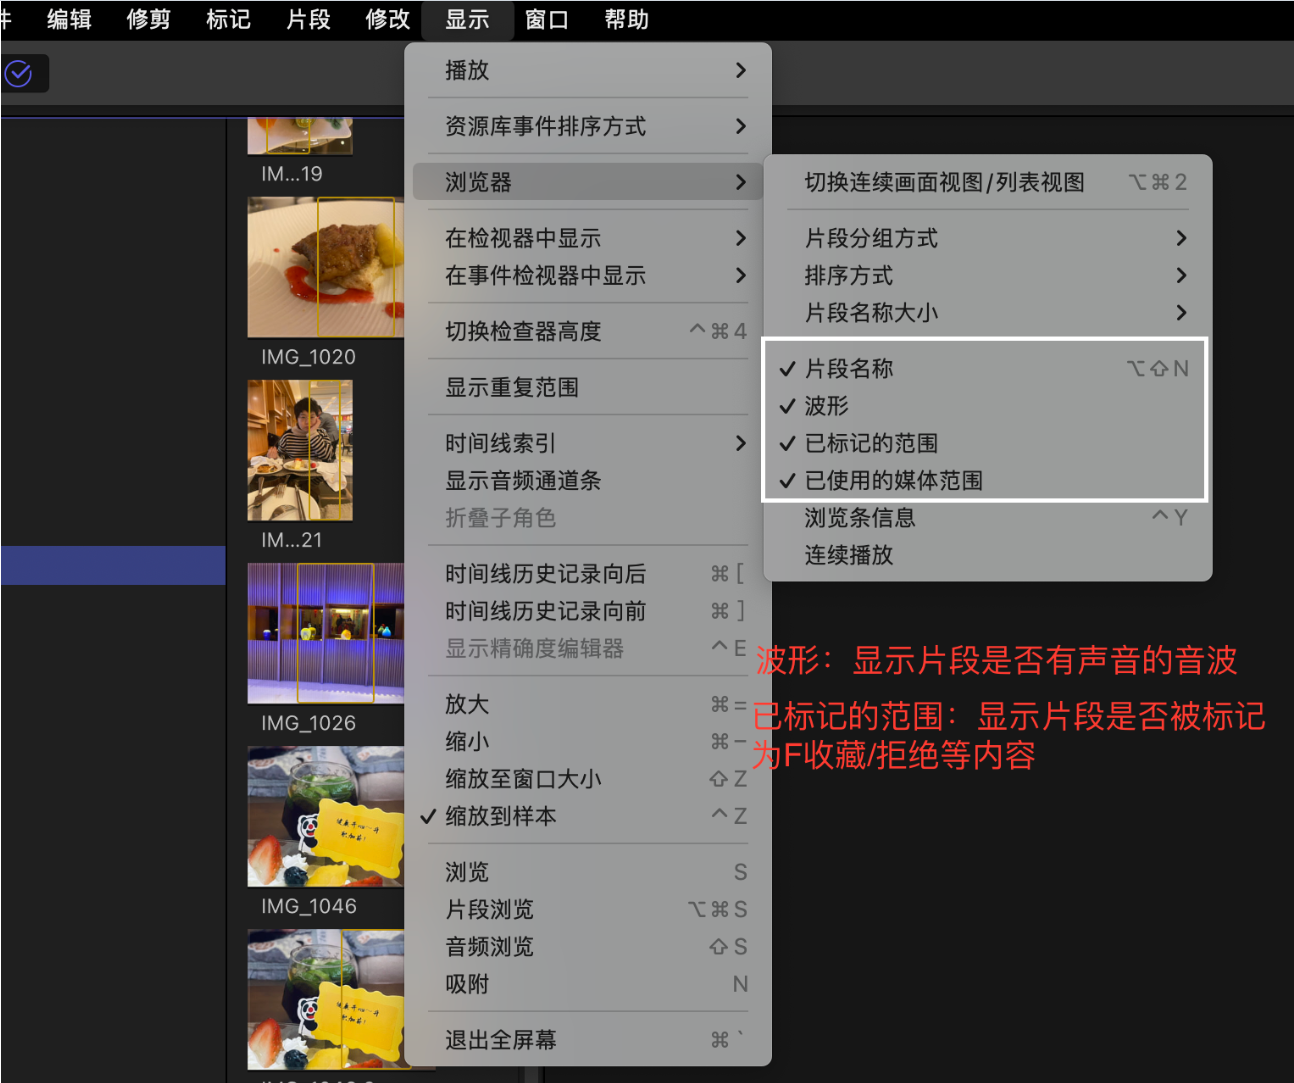 件 编辑 修剪 标记 片段 修改 显示 窗口 帮助
IM...19
IMG_1020
IM...21
IMG_1026
IMG_1046
播放
资源库事件排序方式
浏览器
在检视器中显示
在事件检视器中显示
切换检查器高度 ^⌘4
显示重复范围
时间线索引
显示音频通道条
折叠子角色
时间线历史记录向后 ⌘[
时间线历史记录向前 ⌘]
显示精确度编辑器 ^E
放大 ⌘=
缩小 ⌘-
缩放至窗口大小 ⇧Z
✓ 缩放到样本 ^Z
浏览 S
片段浏览 ⌥⌘S
音频浏览 ⇧S
吸附 N
退出全屏幕 ⌘`
切换连续画面视图/列表视图 ⌥⌘2
片段分组方式
排序方式
片段名称大小
✓ 片段名称 ⌥⇧N
✓ 波形
✓ 已标记的范围
✓ 已使用的媒体范围
浏览条信息 ^Y
连续播放
波形：显示片段是否有声音的音波
已标记的范围：显示片段是否被标记
为F收藏/拒绝等内容